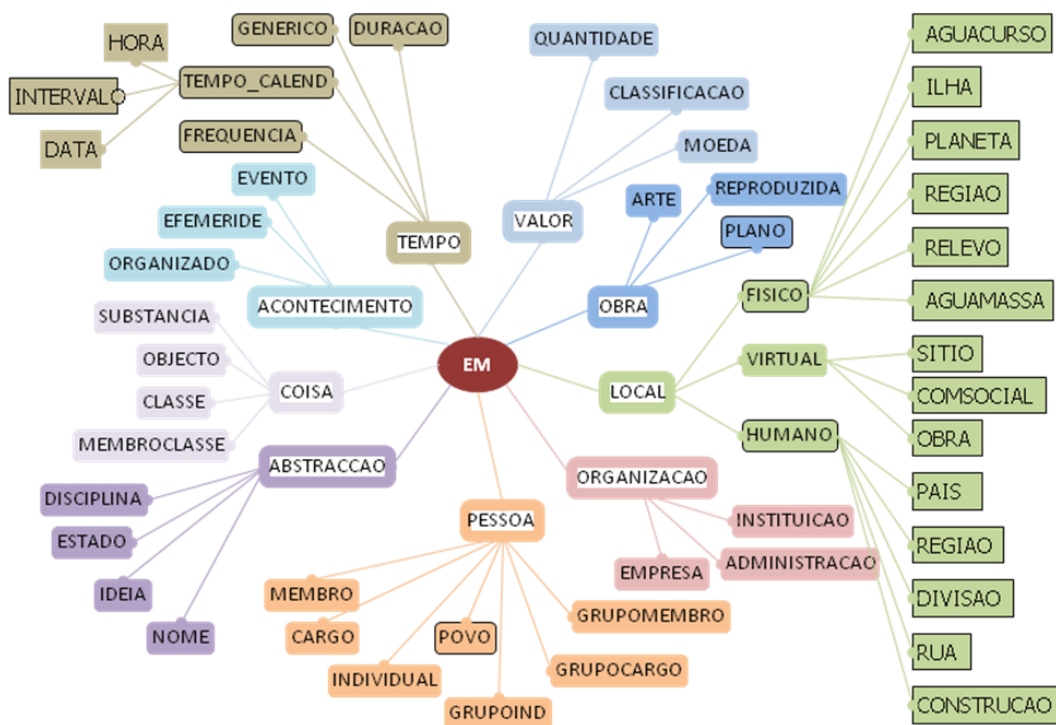 GENERICO
DURACAO
HORA
TEMPO_CALEND
INTERVALO
DATA
FREQUENCIA
TEMPO
QUANTIDADE
CLASSIFICACAO
MOEDA
VALOR
EVENTO
EFEMERIDE
ORGANIZADO
ACONTECIMENTO
ARTE
REPRODUZIDA
PLANO
OBRA
SUBSTANCIA
OBJECTO
CLASSE
MEMBROCLASSE
COISA
EM
LOCAL
FISICO
AGUACURSO
ILHA
PLANETA
REGIAO
RELEVO
AGUAMASSA
VIRTUAL
SITIO
COMSOCIAL
OBRA
HUMANO
PAIS
REGIAO
DIVISAO
RUA
CONSTRUCAO
ABSTRACCAO
DISCIPLINA
ESTADO
IDEIA
NOME
PESSOA
MEMBRO
CARGO
INDIVIDUAL
POVO
GRUPOIND
GRUPOCARGO
GRUPOMEMBRO
ORGANIZACAO
INSTITUICAO
ADMINISTRACAO
EMPRESA